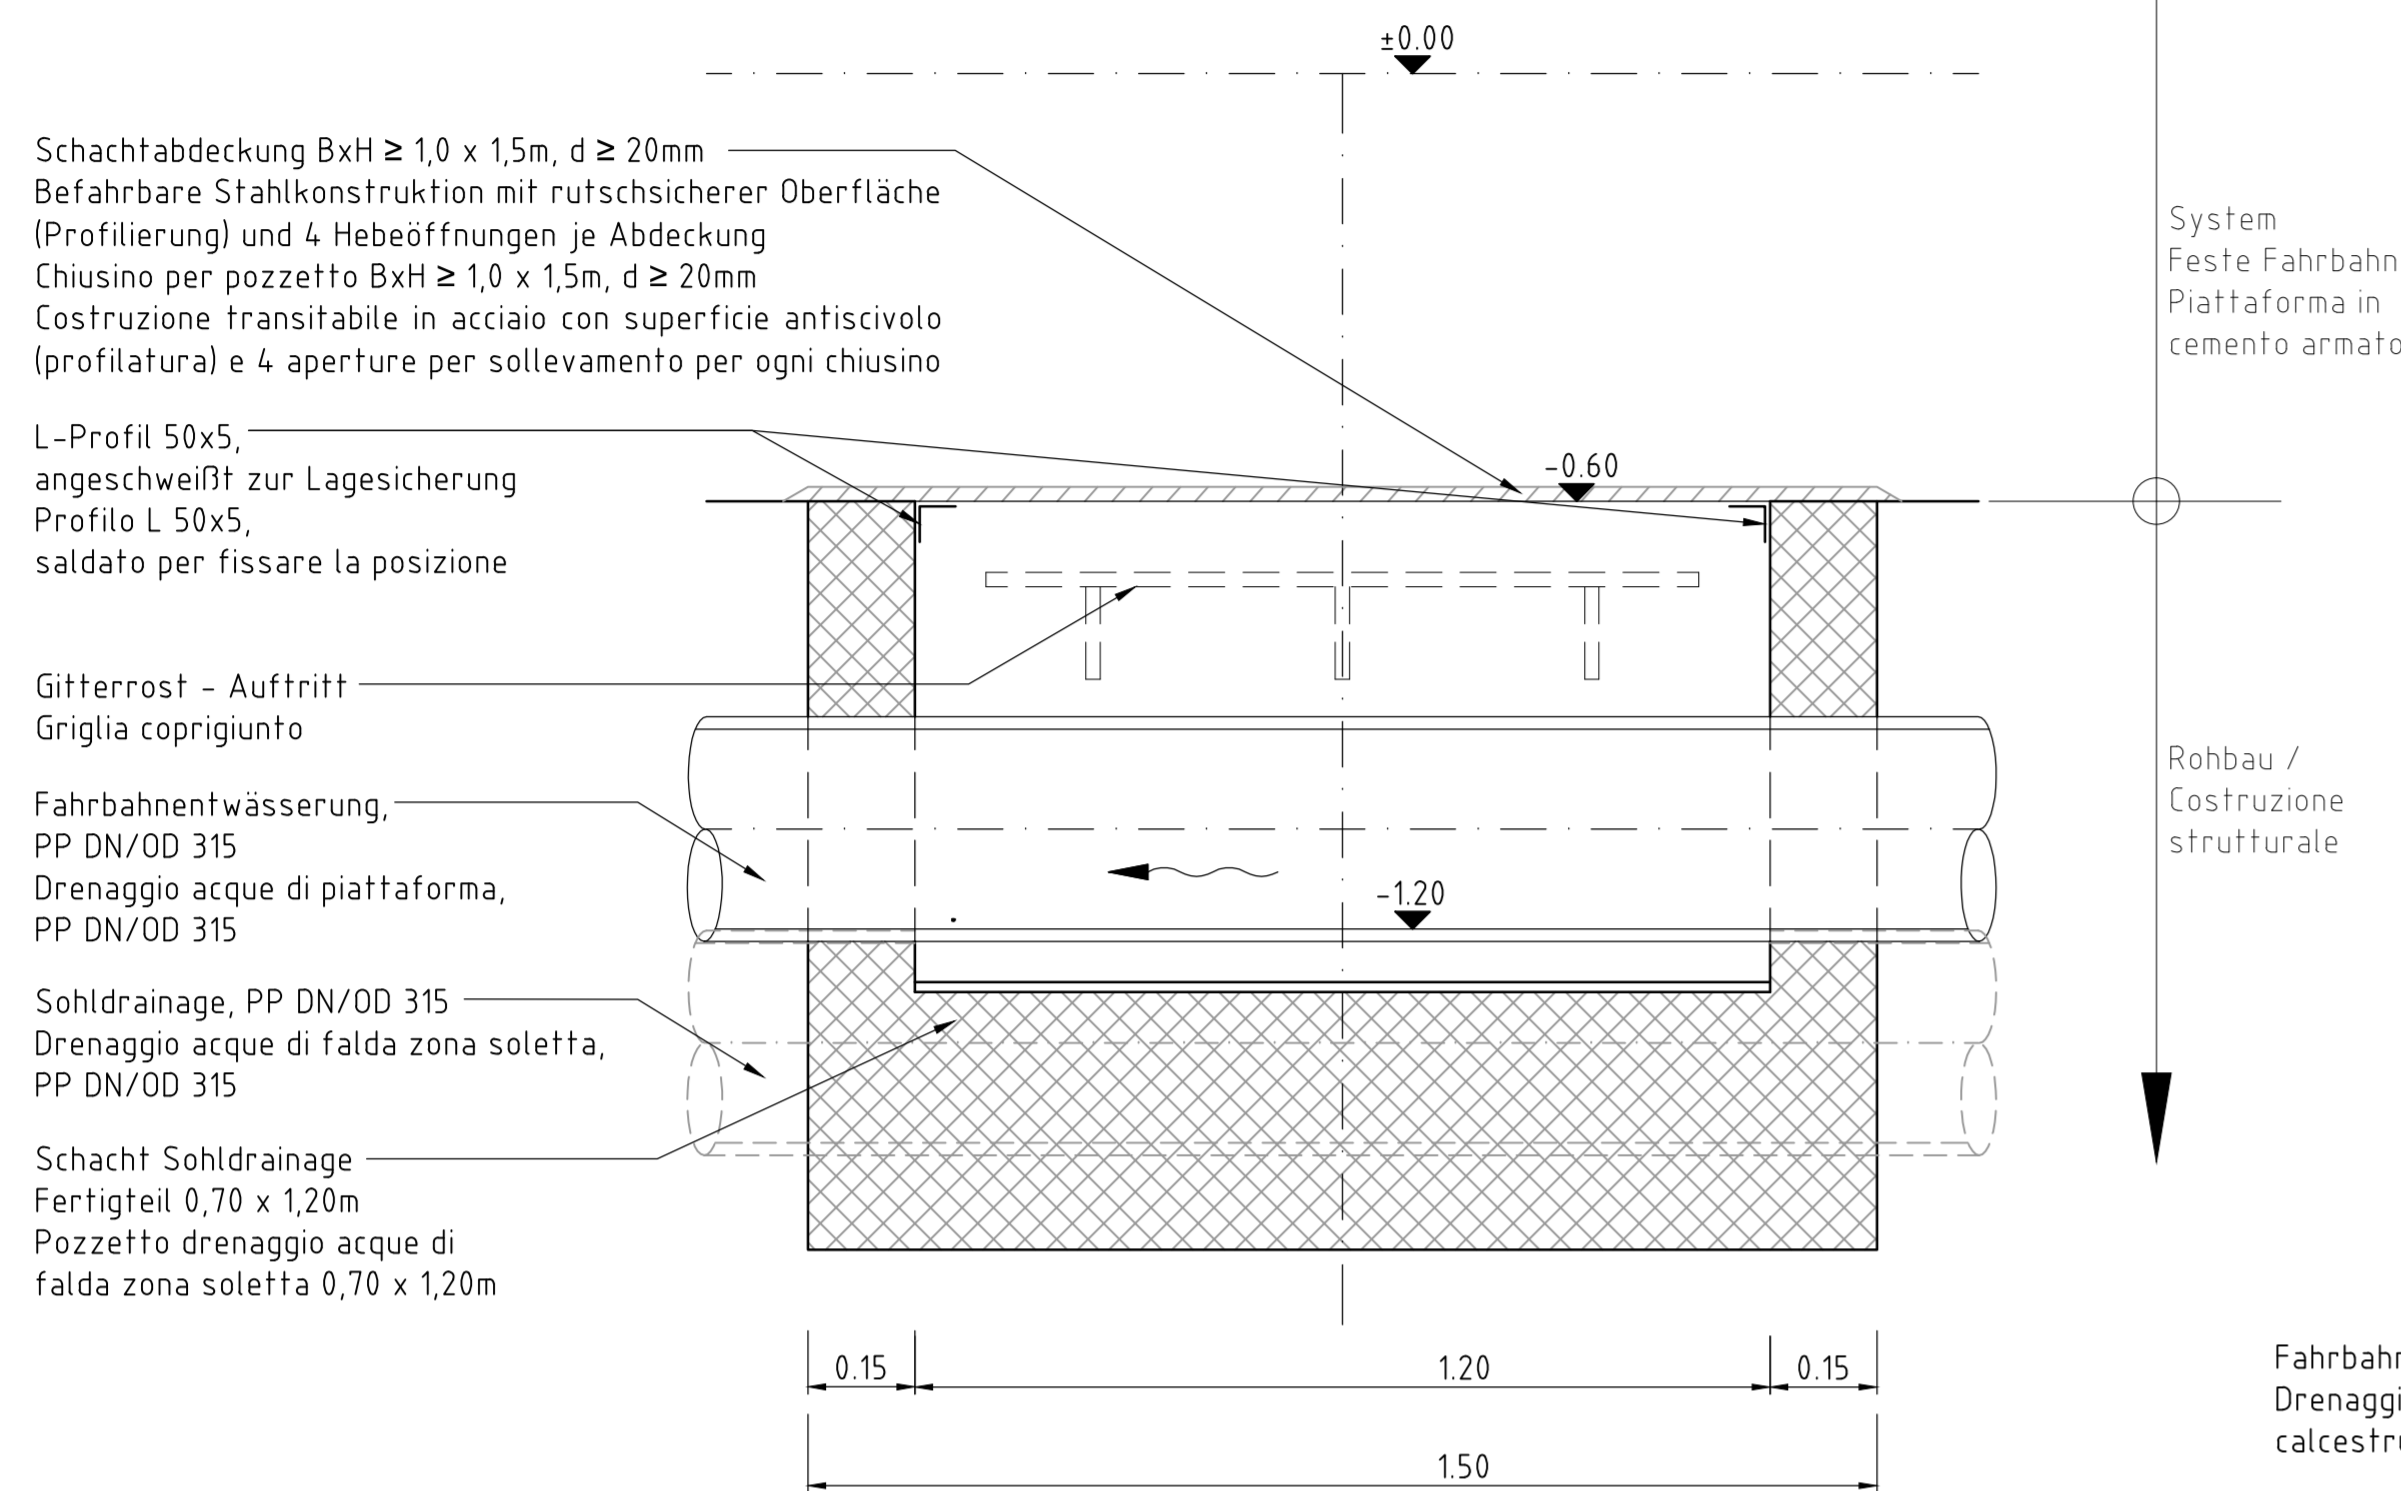 ±0.00
Schachtabdeckung BxH ≥ 1,0 x 1,5m, d ≥ 20mm
Befahrbare Stahlkonstruktion mit rutschsicherer Oberfläche
(Profilierung) und 4 Hebeöffnungen je Abdeckung
Chiusino per pozzetto BxH ≥ 1,0 x 1,5m, d ≥ 20mm
Costruzione transitabile in acciaio con superficie antiscivolo
(profilatura) e 4 aperture per sollevamento per ogni chiusino
System
Feste Fahrbahn
Piattaforma in
cemento armato
L-Profil 50x5,
angeschweißt zur Lagesicherung
Profilo L 50x5,
saldato per fissare la posizione
-0.60
Gitterrost - Auftritt
Griglia coprigiunto
Rohbau /
Costruzione
strutturale
Fahrbahnentwässerung,
PP DN/OD 315
Drenaggio acque di piattaforma,
PP DN/OD 315
-1.20
Sohldrainage, PP DN/OD 315
Drenaggio acque di falda zona soletta,
PP DN/OD 315
Schacht Sohldrainage
Fertigteil 0,70 x 1,20m
Pozzetto drenaggio acque di
falda zona soletta 0,70 x 1,20m
0.15
1.20
0.15
1.50